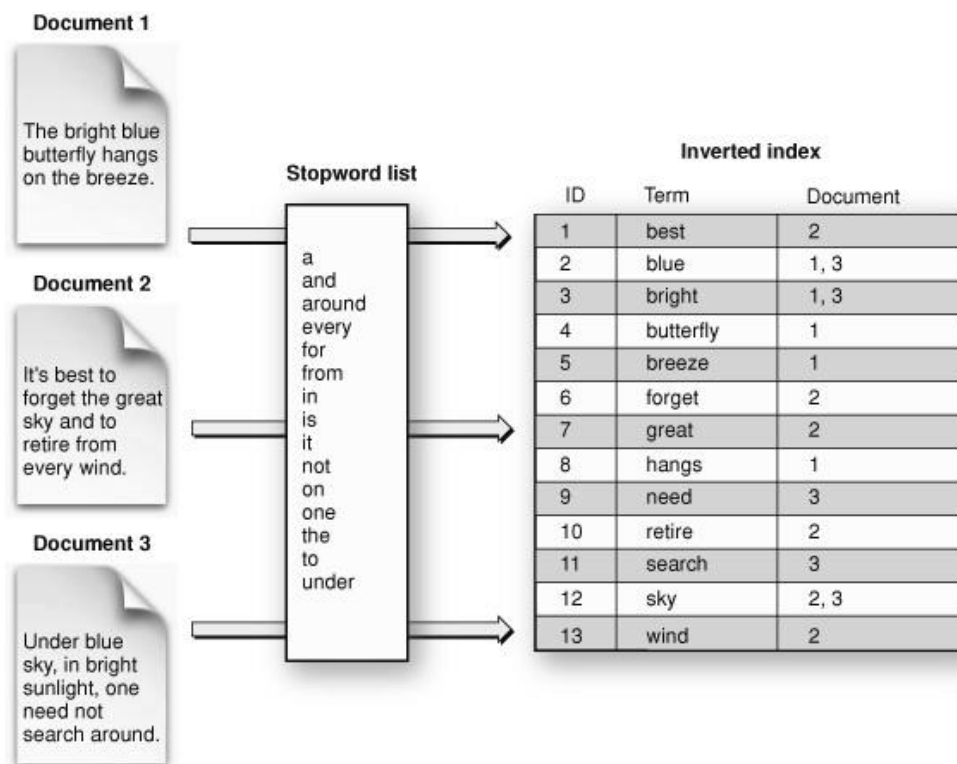 Document 1
The bright blue
butterfly hangs
on the breeze.
Document 2
It's best to
forget the great
sky and to
retire from
every wind.
Document 3
Under blue
sky, in bright
sunlight, one
need not
search around.
Stopword list
a
and
around
every
for
from
in
is
it
not
on
one
the
to
under
Inverted index
ID Term Document
1 best 2
2 blue 1, 3
3 bright 1, 3
4 butterfly 1
5 breeze 1
6 forget 2
7 great 2
8 hangs 1
9 need 3
10 retire 2
11 search 3
12 sky 2, 3
13 wind 2